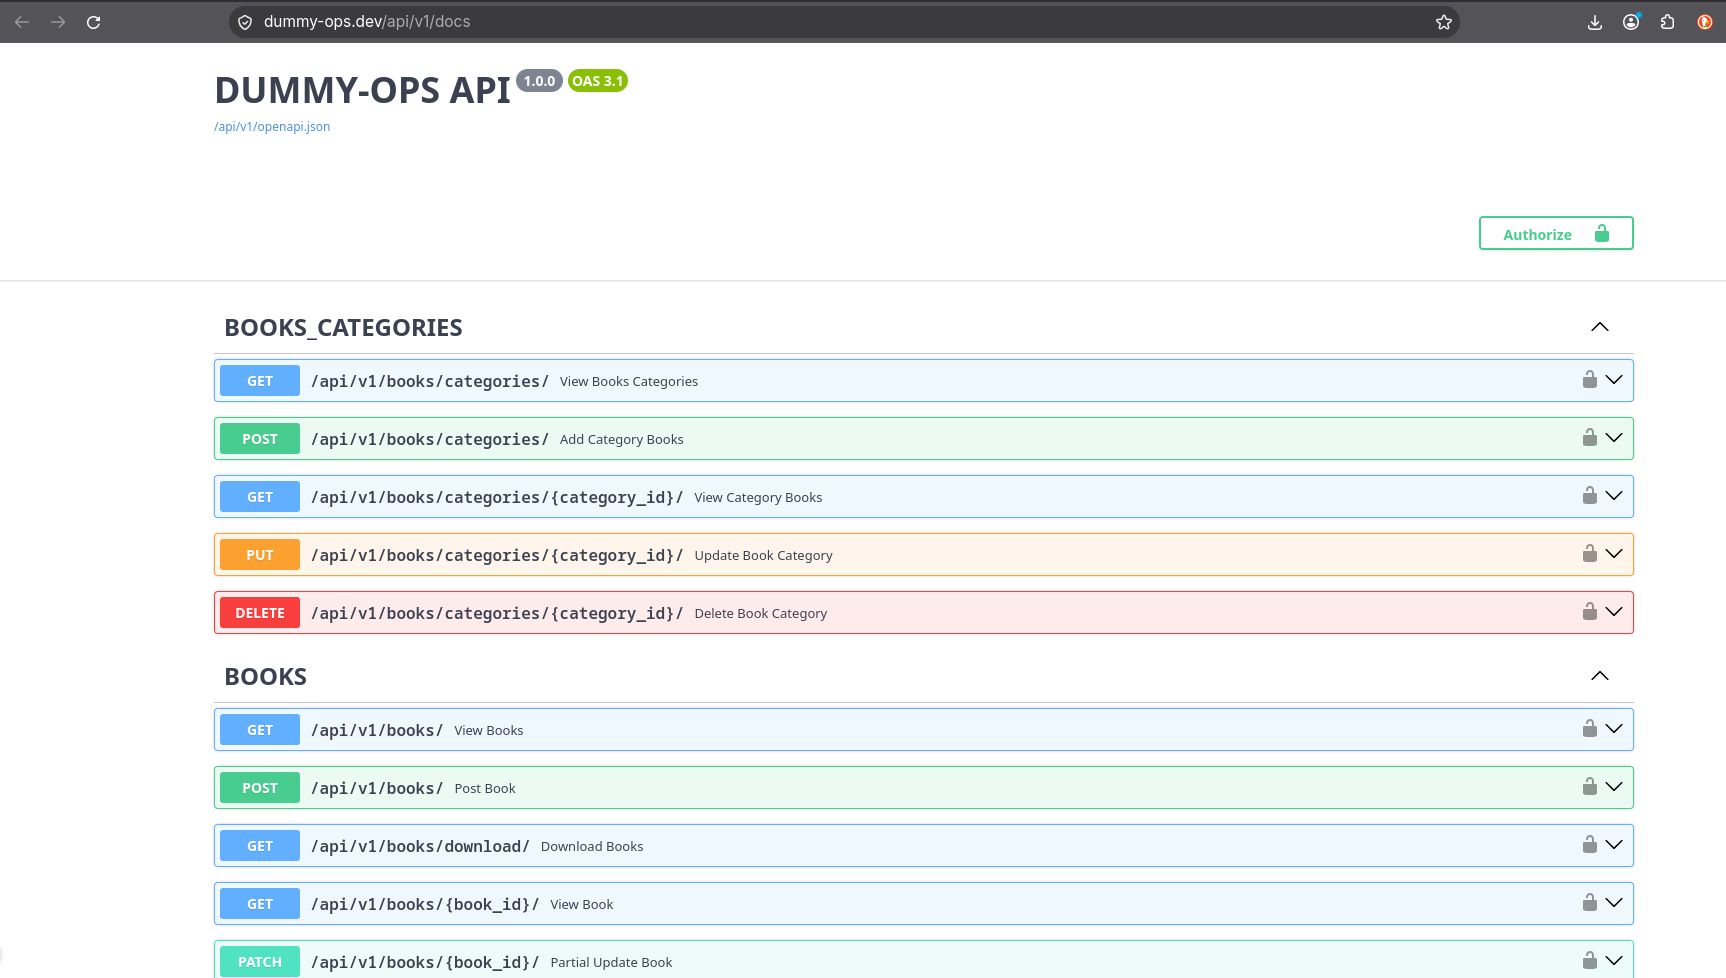 dummy-ops.dev/api/v1/docs
DUMMY-OPS API 1.0.0 OAS 3.1
/api/v1/openapi.json
Authorize
BOOKS_CATEGORIES
GET /api/v1/books/categories/ View Books Categories
POST /api/v1/books/categories/ Add Category Books
GET /api/v1/books/categories/{category_id}/ View Category Books
PUT /api/v1/books/categories/{category_id}/ Update Book Category
DELETE /api/v1/books/categories/{category_id}/ Delete Book Category
BOOKS
GET /api/v1/books/ View Books
POST /api/v1/books/ Post Book
GET /api/v1/books/download/ Download Books
GET /api/v1/books/{book_id}/ View Book
PATCH /api/v1/books/{book_id}/ Partial Update Book